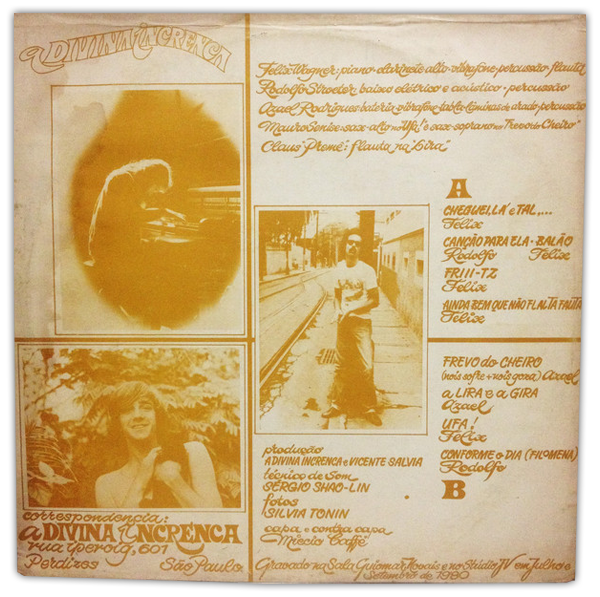 a DIVINA iNCRENCA
Felix Wagner: piano · clarinete alto · vibrafone · percussão · flauta
Rodolfo Stroeter baixo elétrico e acústico · percussão
Azael Rodrigues bateria · vibrafone · tabla · lâminas de arado · percussão
Mauro Senise · sax · alto no "Ufa!" e sax · soprano no "Frevo do Cheiro"
Claus "Premê": flauta na "Lira"
A
CHEGUEI, LÁ e TAL,...
Felix
CANÇÃO PARA ELA · BALÃO
Rodolfo Felix
FRIII-TZ
Felix
AINDA BEM QUE NÃO FLALTA FAUTA
Felix
FREVO do CHEIRO
(nóis sofre + nóis goza) Azael
a LIRA e a GIRA
Azael
UFA!
Felix
CONFORME o DIA (FILOMENA)
Rodolfo
B
produção
A DIVINA INCRENCA e VICENTE SALVIA
técnico de som
SÉRGIO SHAO-LIN
fotos
SILVIA TONIN
capa e contra capa
Miécio Caffé
correspondencia:
a DIVINA iNCRENCA
rua iperoig, 601
Perdizes São Paulo
Gravado na Sala Guiomar Novais e no Stúdio JV em Julho e
Setembro de 1980